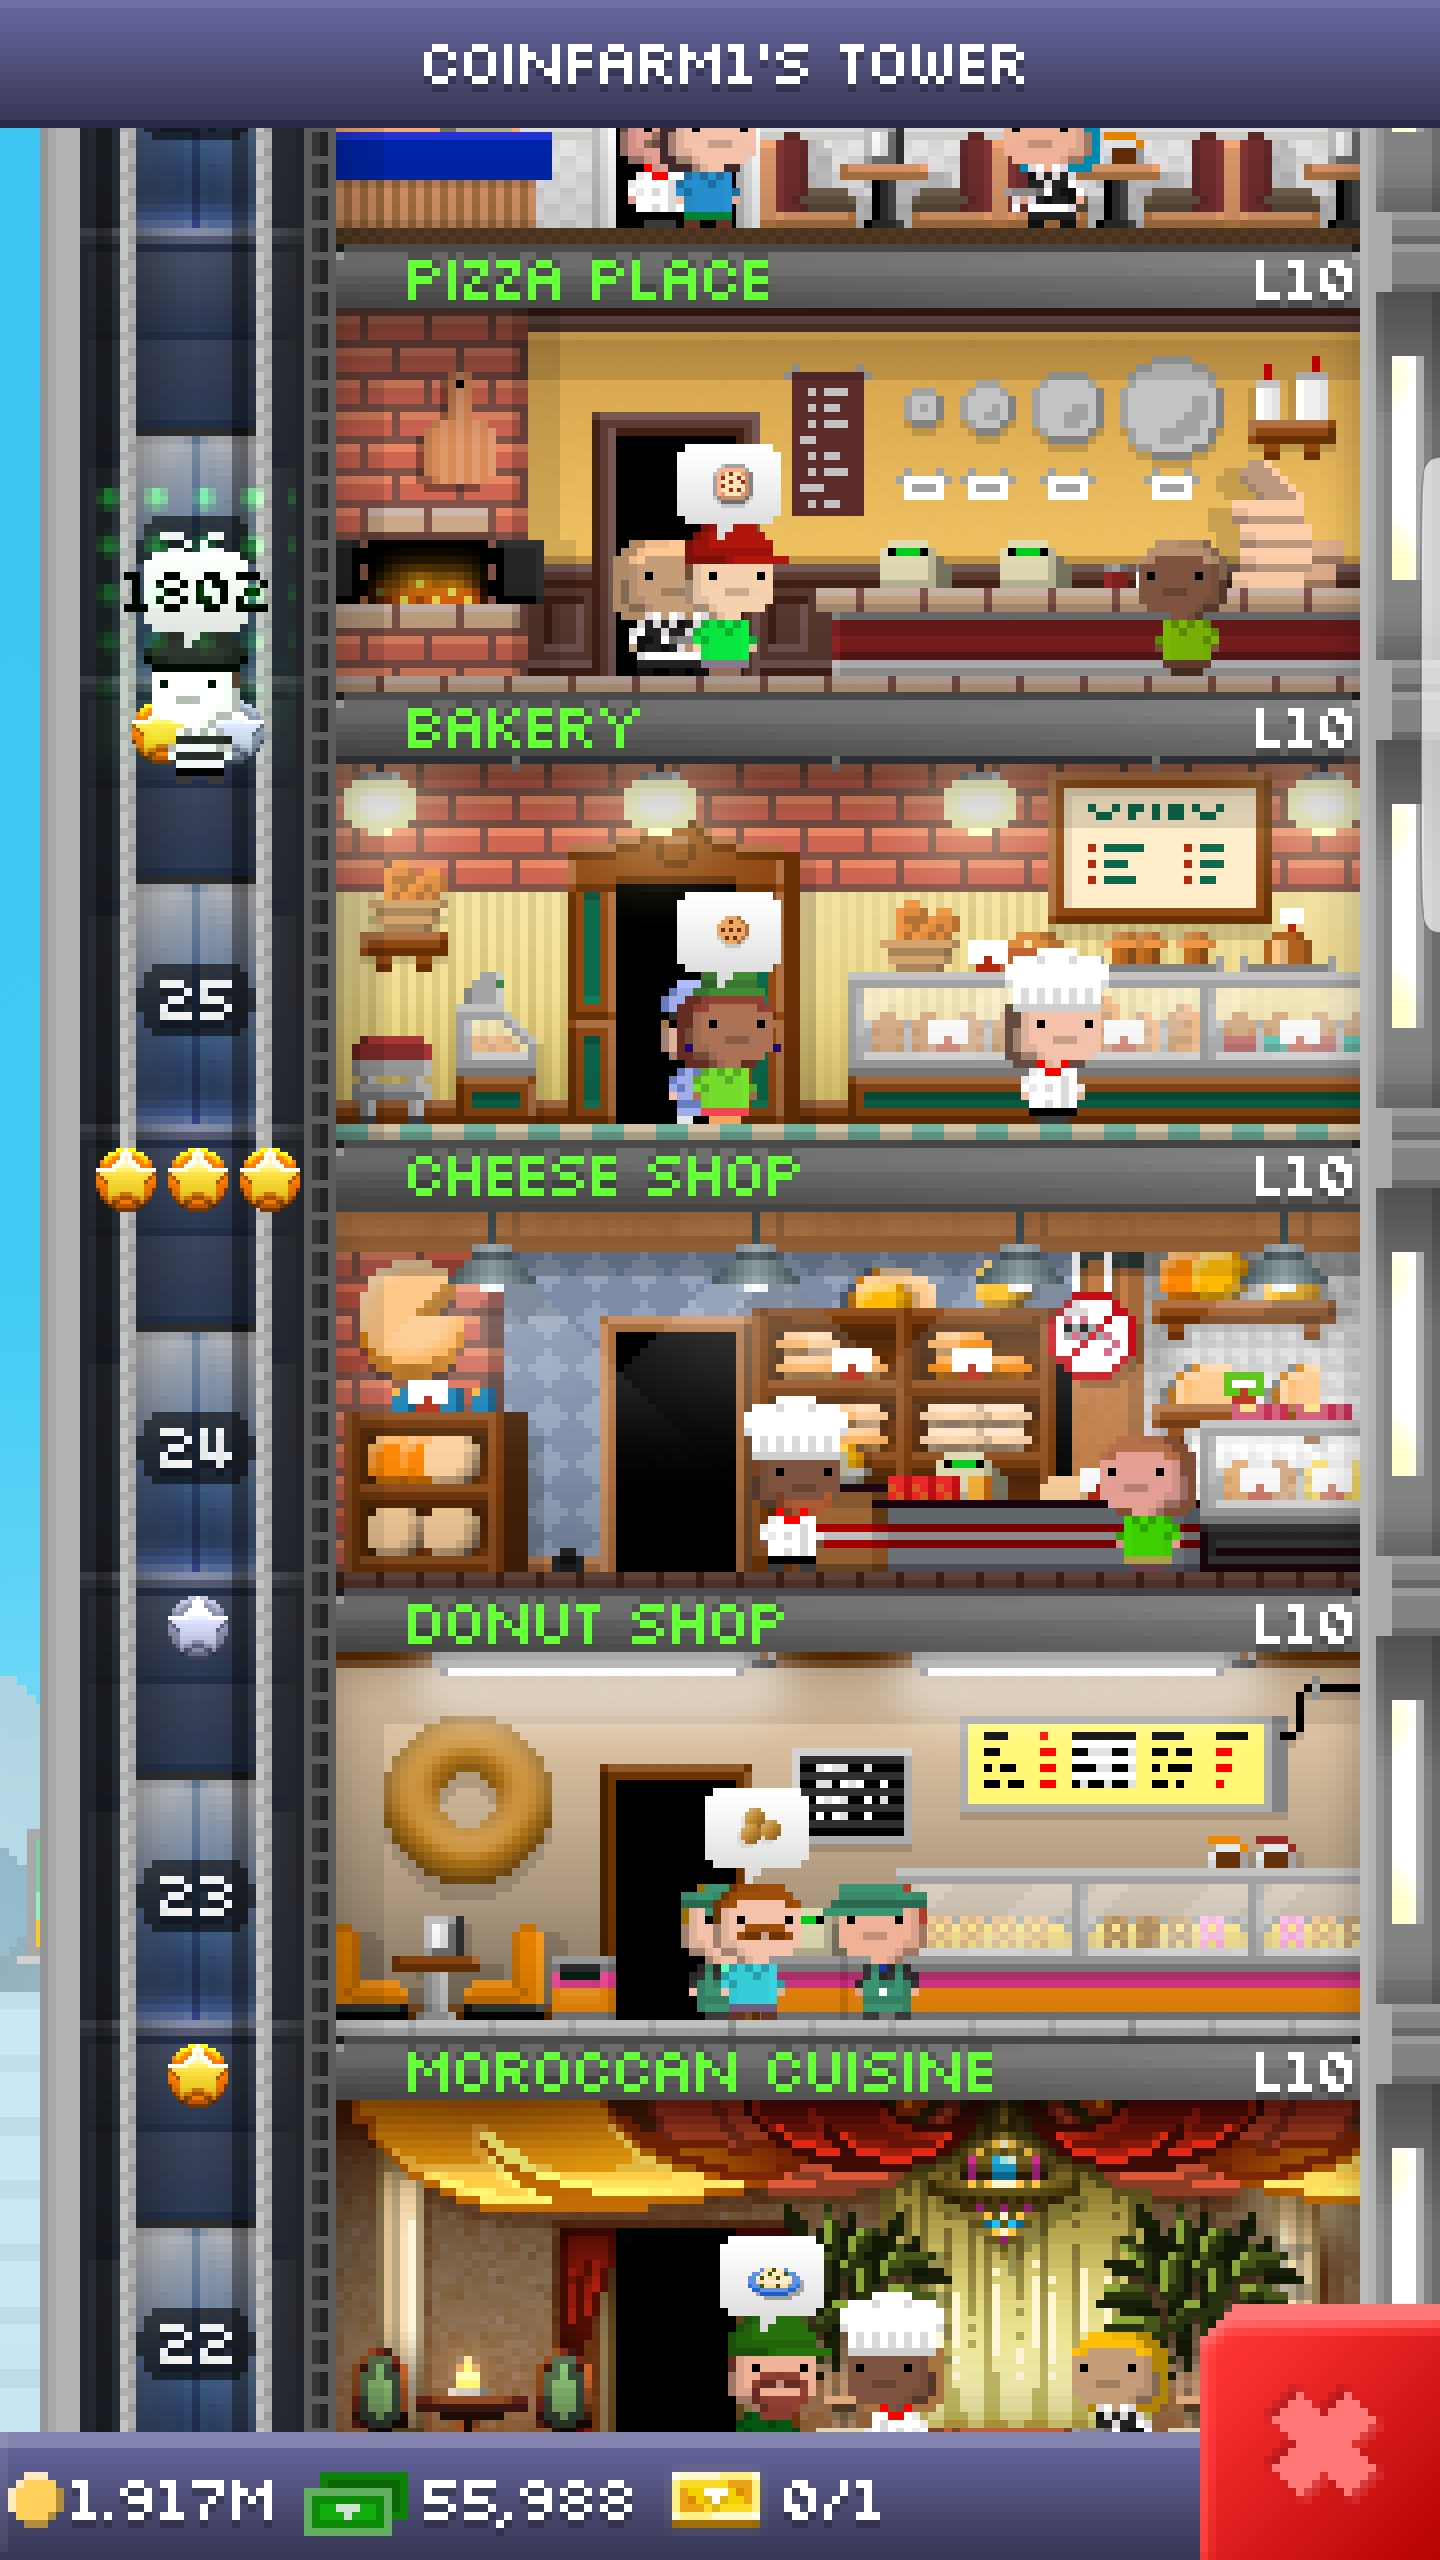 COINFARM1'S TOWER
PIZZA PLACE L10
1802
BAKERY L10
25
CHEESE SHOP L10
24
DONUT SHOP L10
23
MOROCCAN CUISINE L10
22
1.917M 55,988 0/1